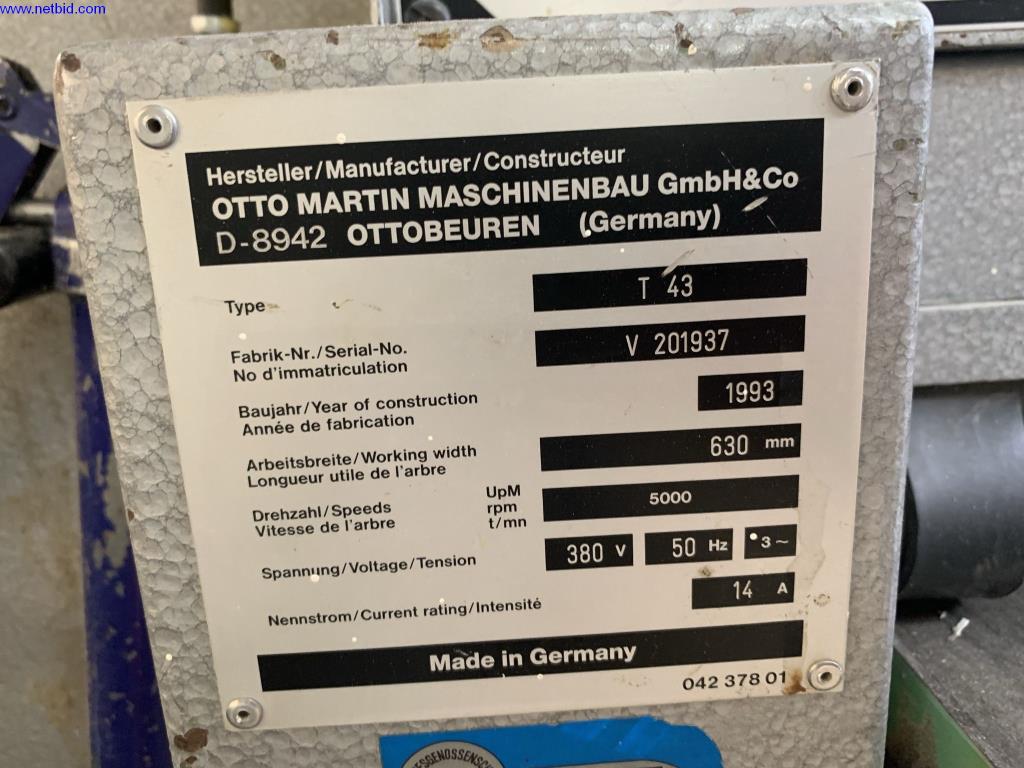 www.netbid.com
Hersteller/Manufacturer/Constructeur
OTTO MARTIN MASCHINENBAU GmbH&Co
D-8942 OTTOBEUREN (Germany)
Type T 43
Fabrik-Nr./Serial-No. V 201937
No d'immatriculation
Baujahr/Year of construction 1993
Année de fabrication
Arbeitsbreite/Working width 630 mm
Longueur utile de l'arbre
Drehzahl/Speeds UpM
rpm 5000
Vitesse de l'arbre t/mn
Spannung/Voltage/Tension 380 V 50 Hz 3~
Nennstrom/Current rating/Intensité 14 A
Made in Germany
042 378 01